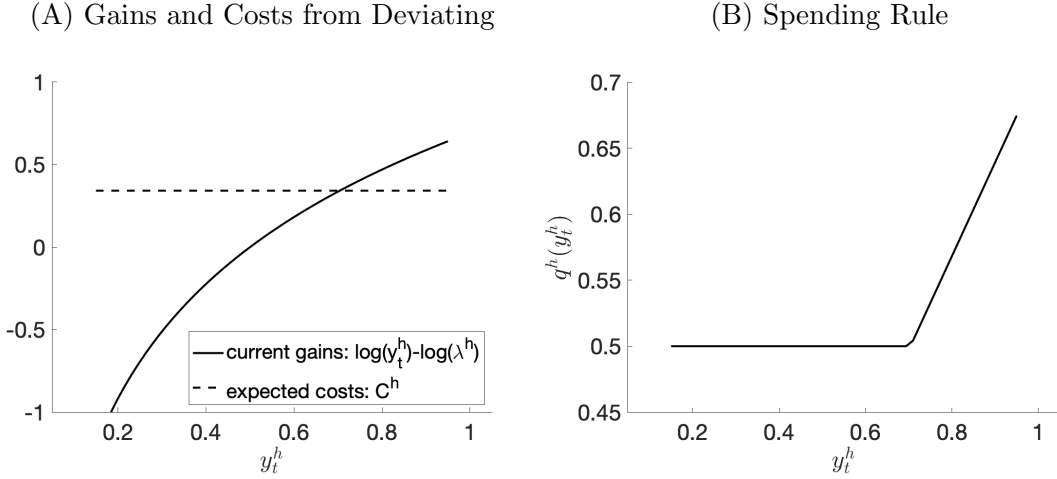 (A) Gains and Costs from Deviating
1
0.5
0
-0.5
-1
current gains: log(y_t^h)-log(λ^h)
expected costs: C^h
0.2 0.4 0.6 0.8 1
y_t^h
(B) Spending Rule
0.7
0.65
0.6
0.55
0.5
0.45
q^h(y_t^h)
0.2 0.4 0.6 0.8 1
y_t^h